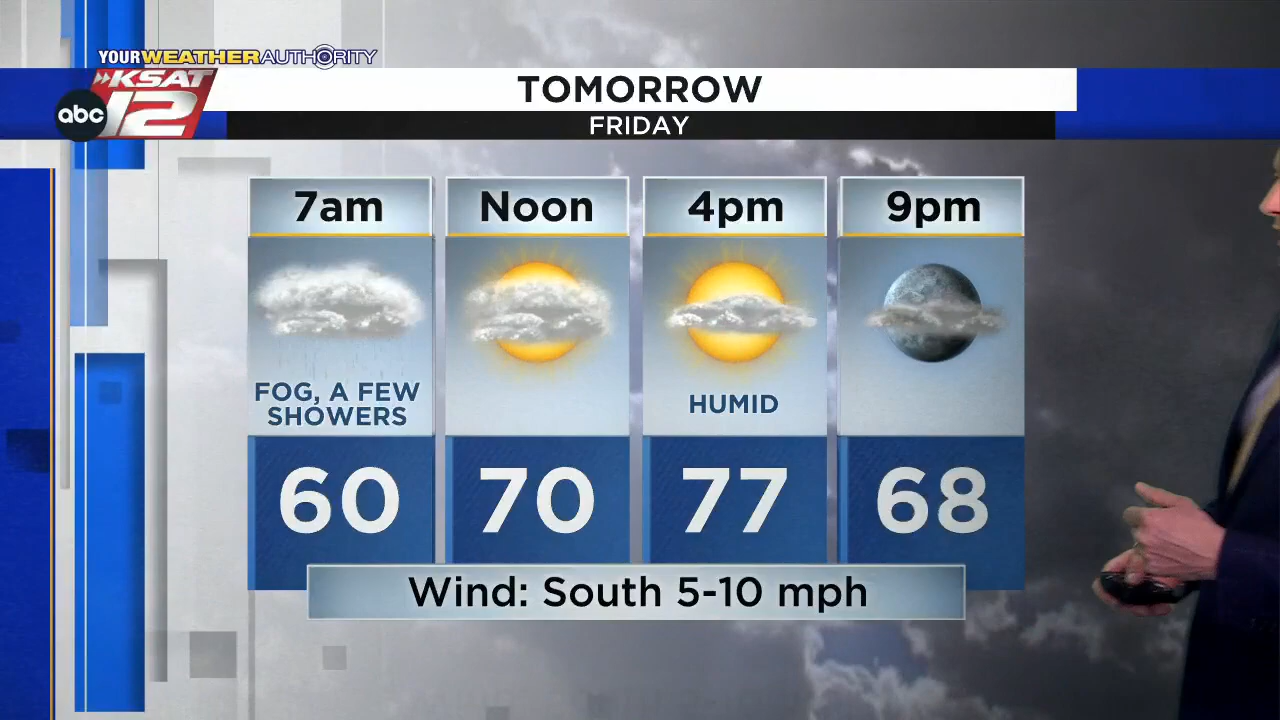 YOURWEATHERAUTHORITY
KSAT
abc
12
TOMORROW
FRIDAY
7am
Noon
4pm
9pm
FOG, A FEW
SHOWERS
HUMID
60
70
77
68
Wind: South 5-10 mph